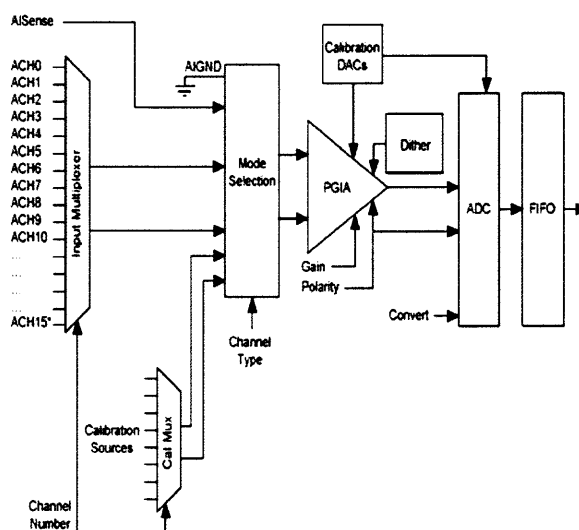 AISense
ACH0
ACH1
ACH2
ACH3
ACH4
ACH5
ACH6
ACH7
ACH8
ACH9
ACH10
...
...
...
...
ACH15*
Input Multiplexer
AIGND
Mode
Selection
Channel
Type
Calibration
DACs
Dither
PGIA
Gain
Polarity
ADC
FIFO
Convert
Calibration
Sources
Cal Mux
Channel
Number